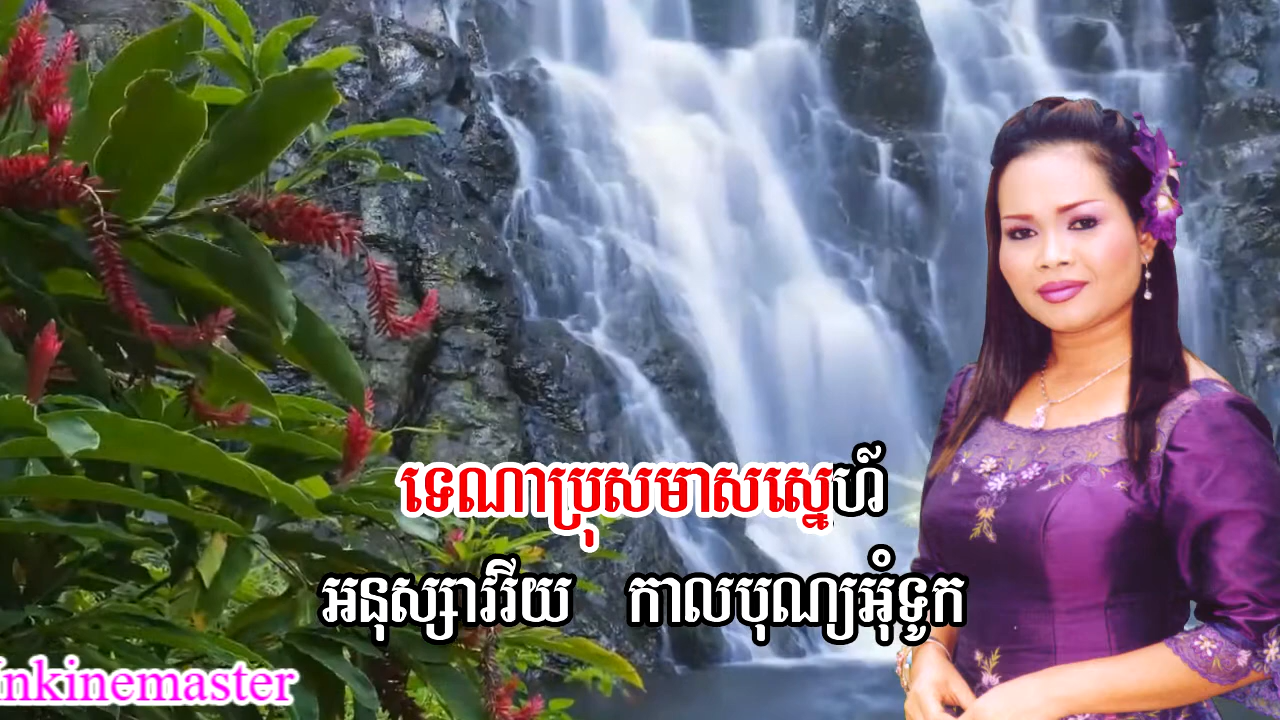 ទេណាប្រុសមាសស្នេហ៍
អនុស្សាវរីយ កាលបុណ្យអុំទូក
inkinemaster